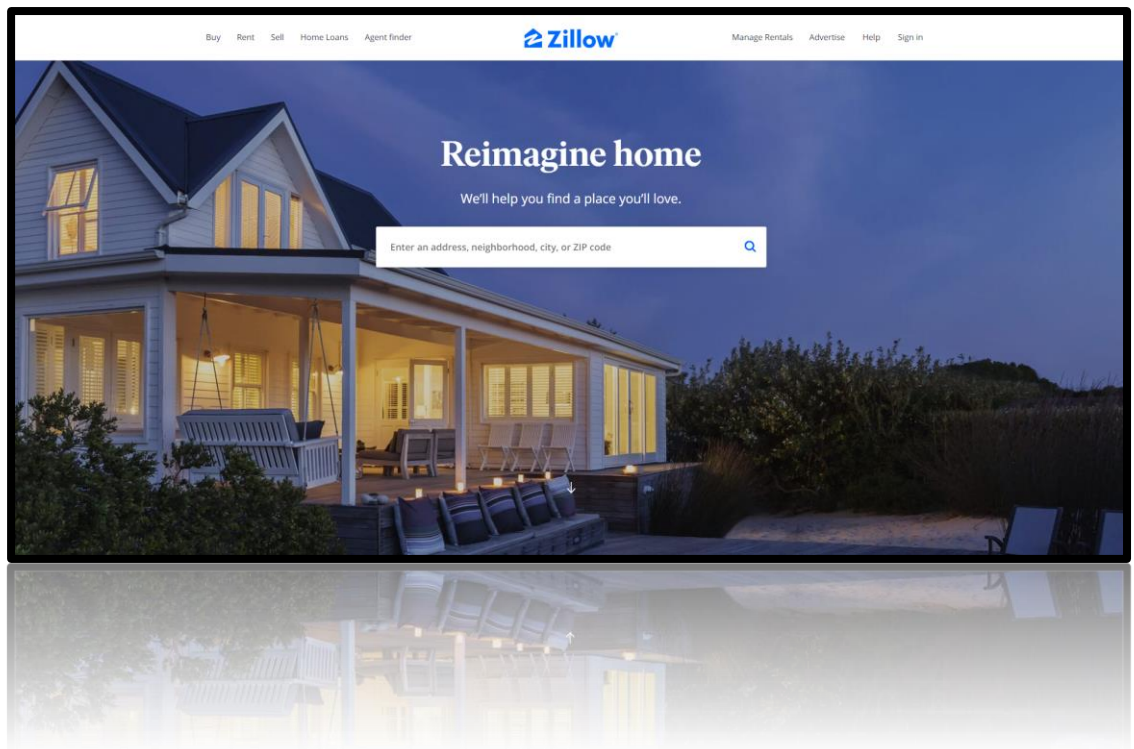 Buy Rent Sell Home Loans Agent finder Zillow Manage Rentals Advertise Help Sign in
Reimagine home
We'll help you find a place you'll love.
Enter an address, neighborhood, city, or ZIP code